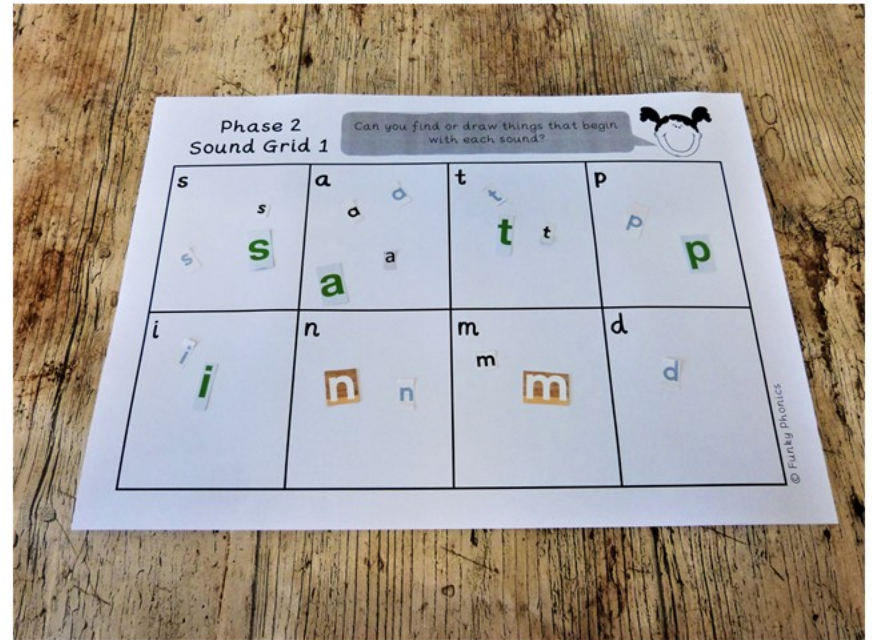 Phase 2
Sound Grid 1
Can you find or draw things that begin
with each sound?
s
s
s
s
a
a
a
a
a
t
t
t
t
p
p
p
i
i
i
n
n
n
m
m
m
d
d
© Funky Phonics